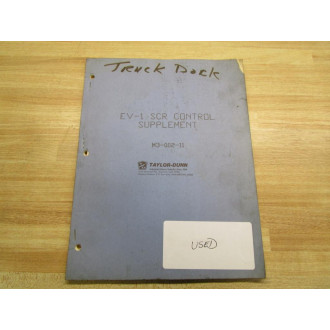 Truck Dock
EV-1 SCR CONTROL
SUPPLEMENT
TAYLOR-DUNN
USED